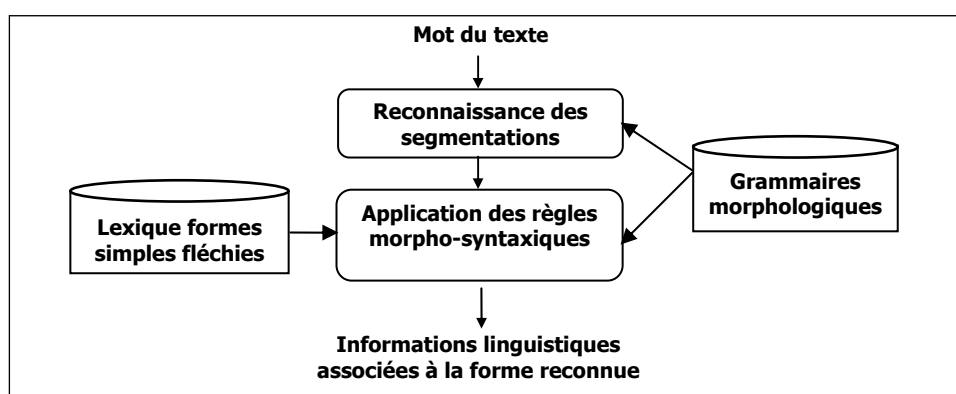 Mot du texte
Reconnaissance des
segmentations
Grammaires
morphologiques
Lexique formes
simples fléchies
Application des règles
morpho-syntaxiques
Informations linguistiques
associées à la forme reconnue